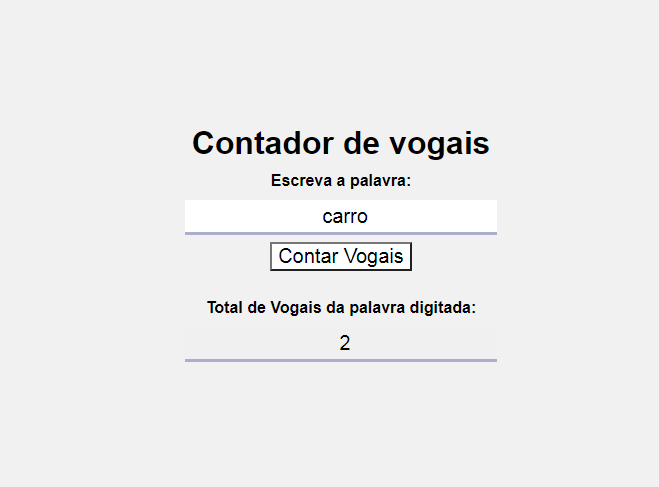 Contador de vogais
Escreva a palavra:
carro
Contar Vogais
Total de Vogais da palavra digitada:
2